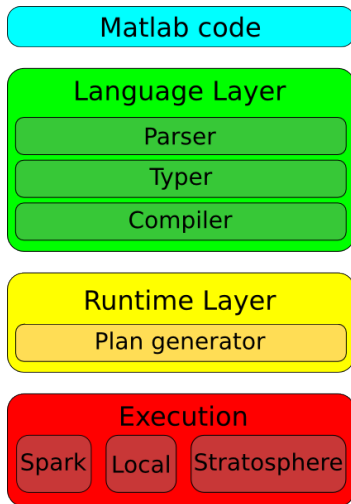 Matlab code
Language Layer
Parser
Typer
Compiler
Runtime Layer
Plan generator
Execution
Spark Local Stratosphere